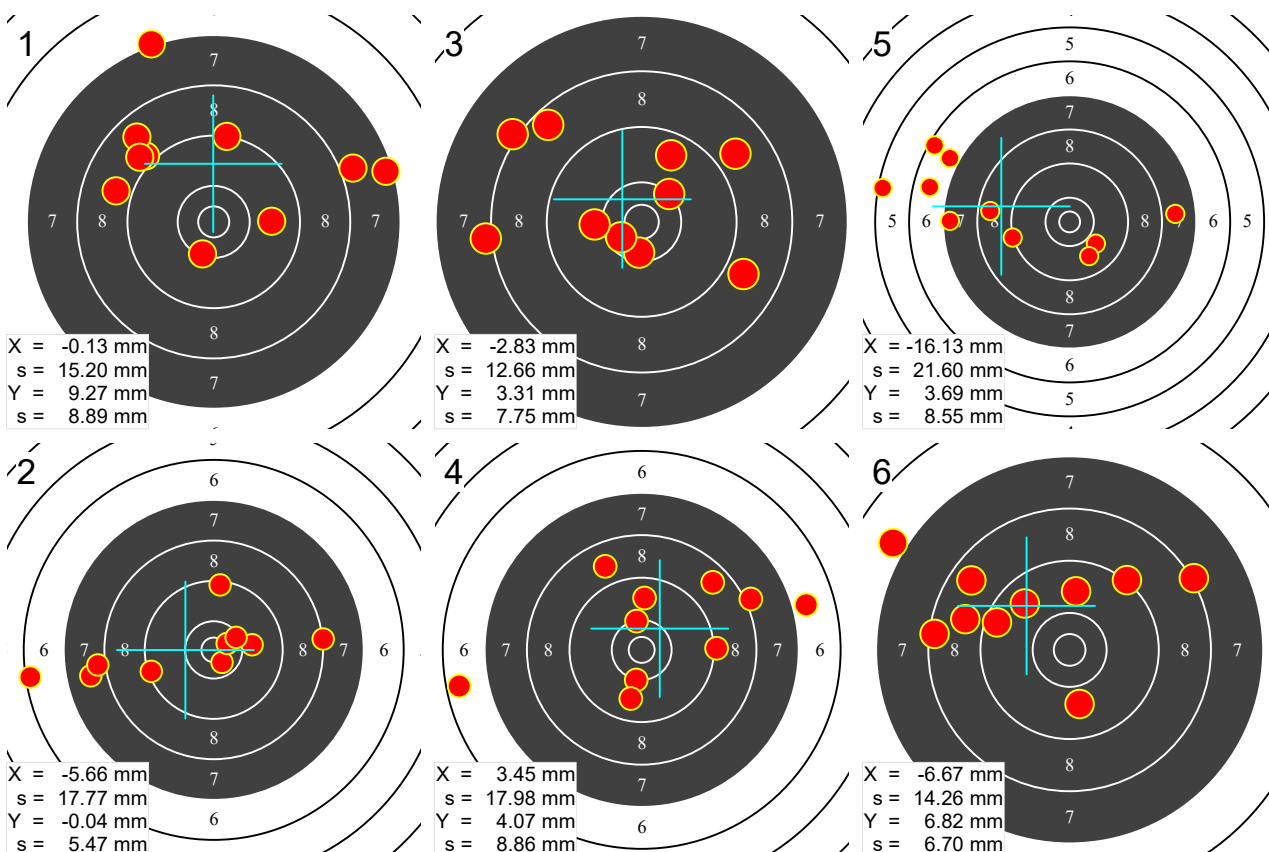 1
7
8
7 8 8 7
8
7
X = -0.13 mm
s = 15.20 mm
Y = 9.27 mm
s = 8.89 mm
3
7
8
7 8 8 7
8
7
X = -2.83 mm
s = 12.66 mm
Y = 3.31 mm
s = 7.75 mm
5
5
6
7
8
5 6 7 8 8 7 6 5
8
7
6
5
X = -16.13 mm
s = 21.60 mm
Y = 3.69 mm
s = 8.55 mm
2
6
7
8
6 7 8 8 7 6
8
7
6
X = -5.66 mm
s = 17.77 mm
Y = -0.04 mm
s = 5.47 mm
4
6
7
8
6 7 8 8 7 6
8
7
6
X = 3.45 mm
s = 17.98 mm
Y = 4.07 mm
s = 8.86 mm
6
7
8
7 8 8 7
8
7
X = -6.67 mm
s = 14.26 mm
Y = 6.82 mm
s = 6.70 mm